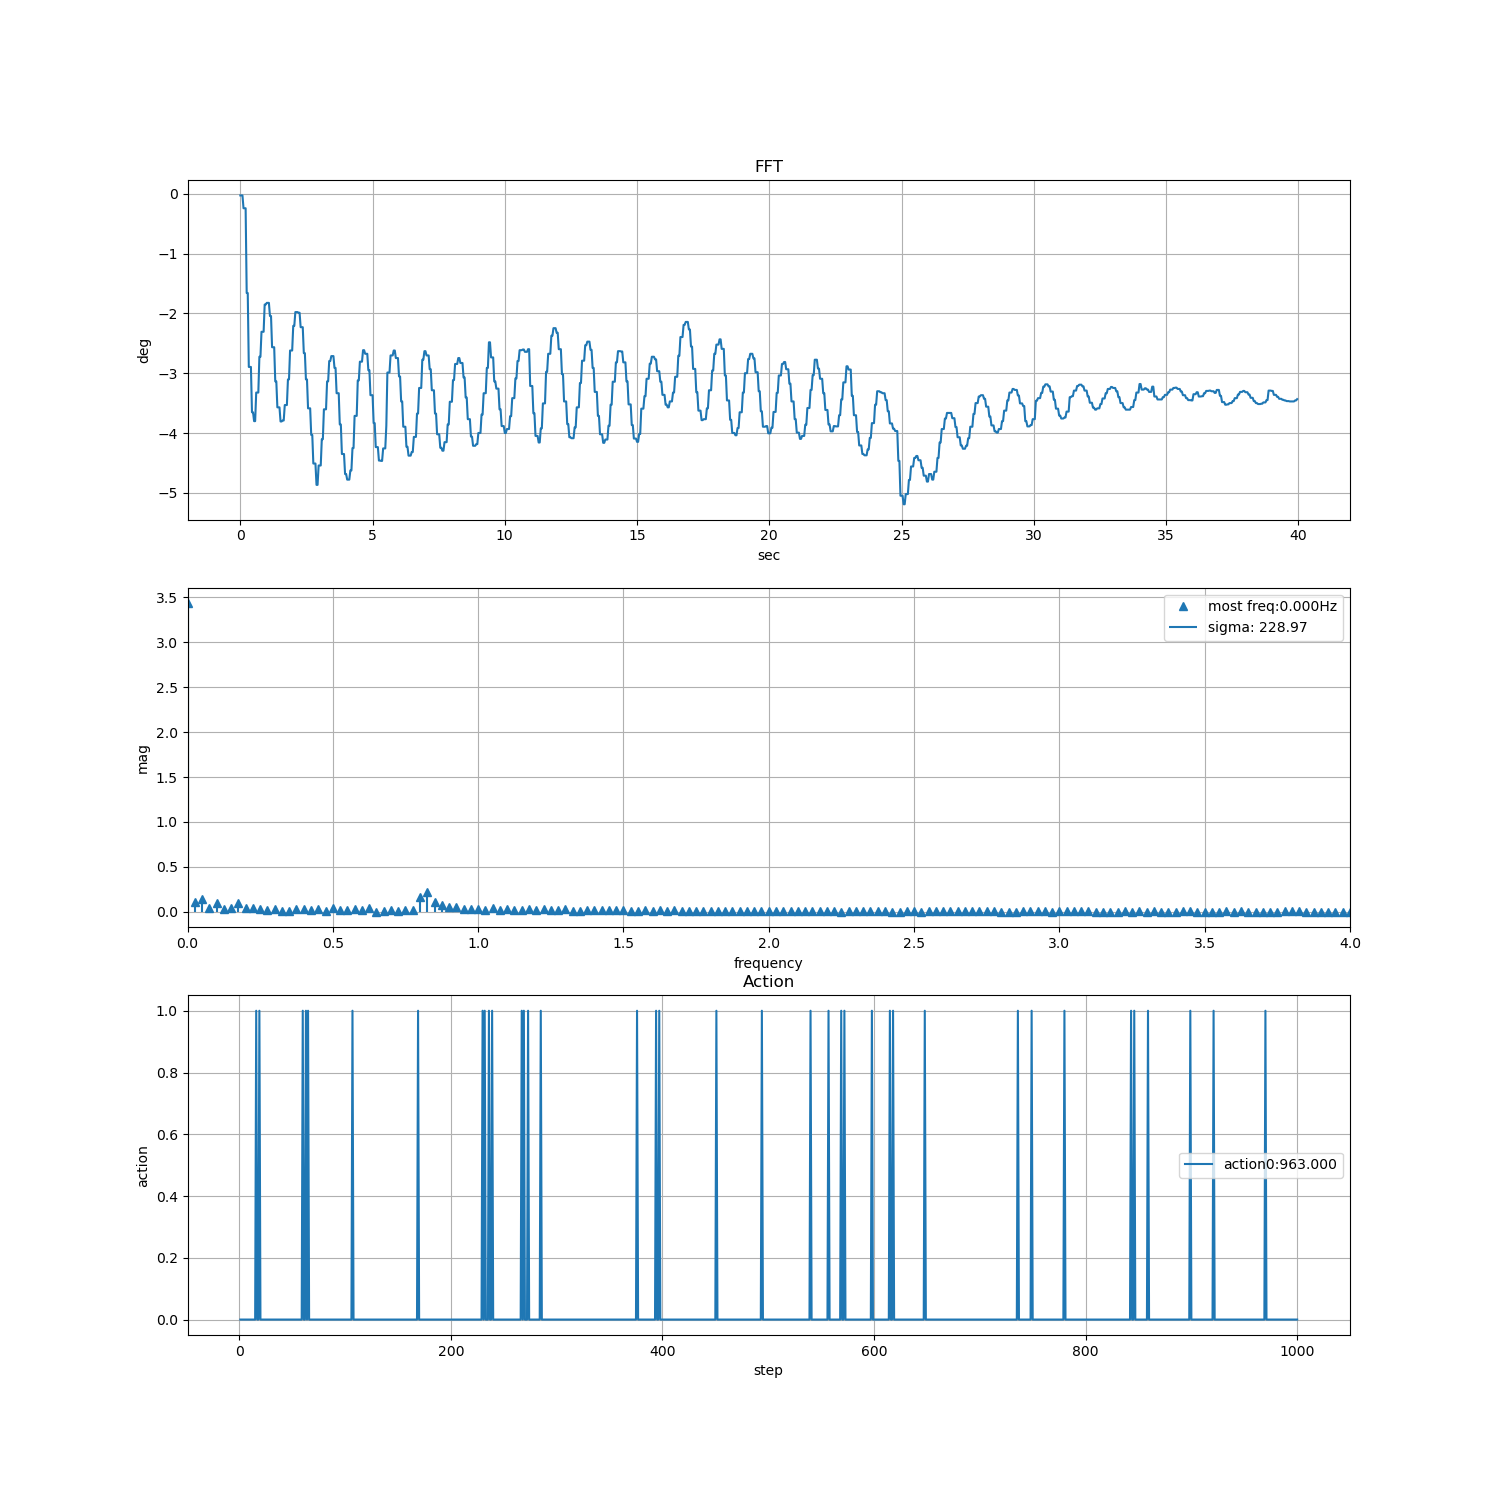 FFT
0
−1
−2
−3
−4
−5
deg
0 5 10 15 20 25 30 35 40
sec
3.5
3.0
2.5
2.0
1.5
1.0
0.5
0.0
mag
most freq:0.000Hz
sigma: 228.97
0.0 0.5 1.0 1.5 2.0 2.5 3.0 3.5 4.0
frequency
Action
1.0
0.8
0.6
0.4
0.2
0.0
action
action0:963.000
0 200 400 600 800 1000
step